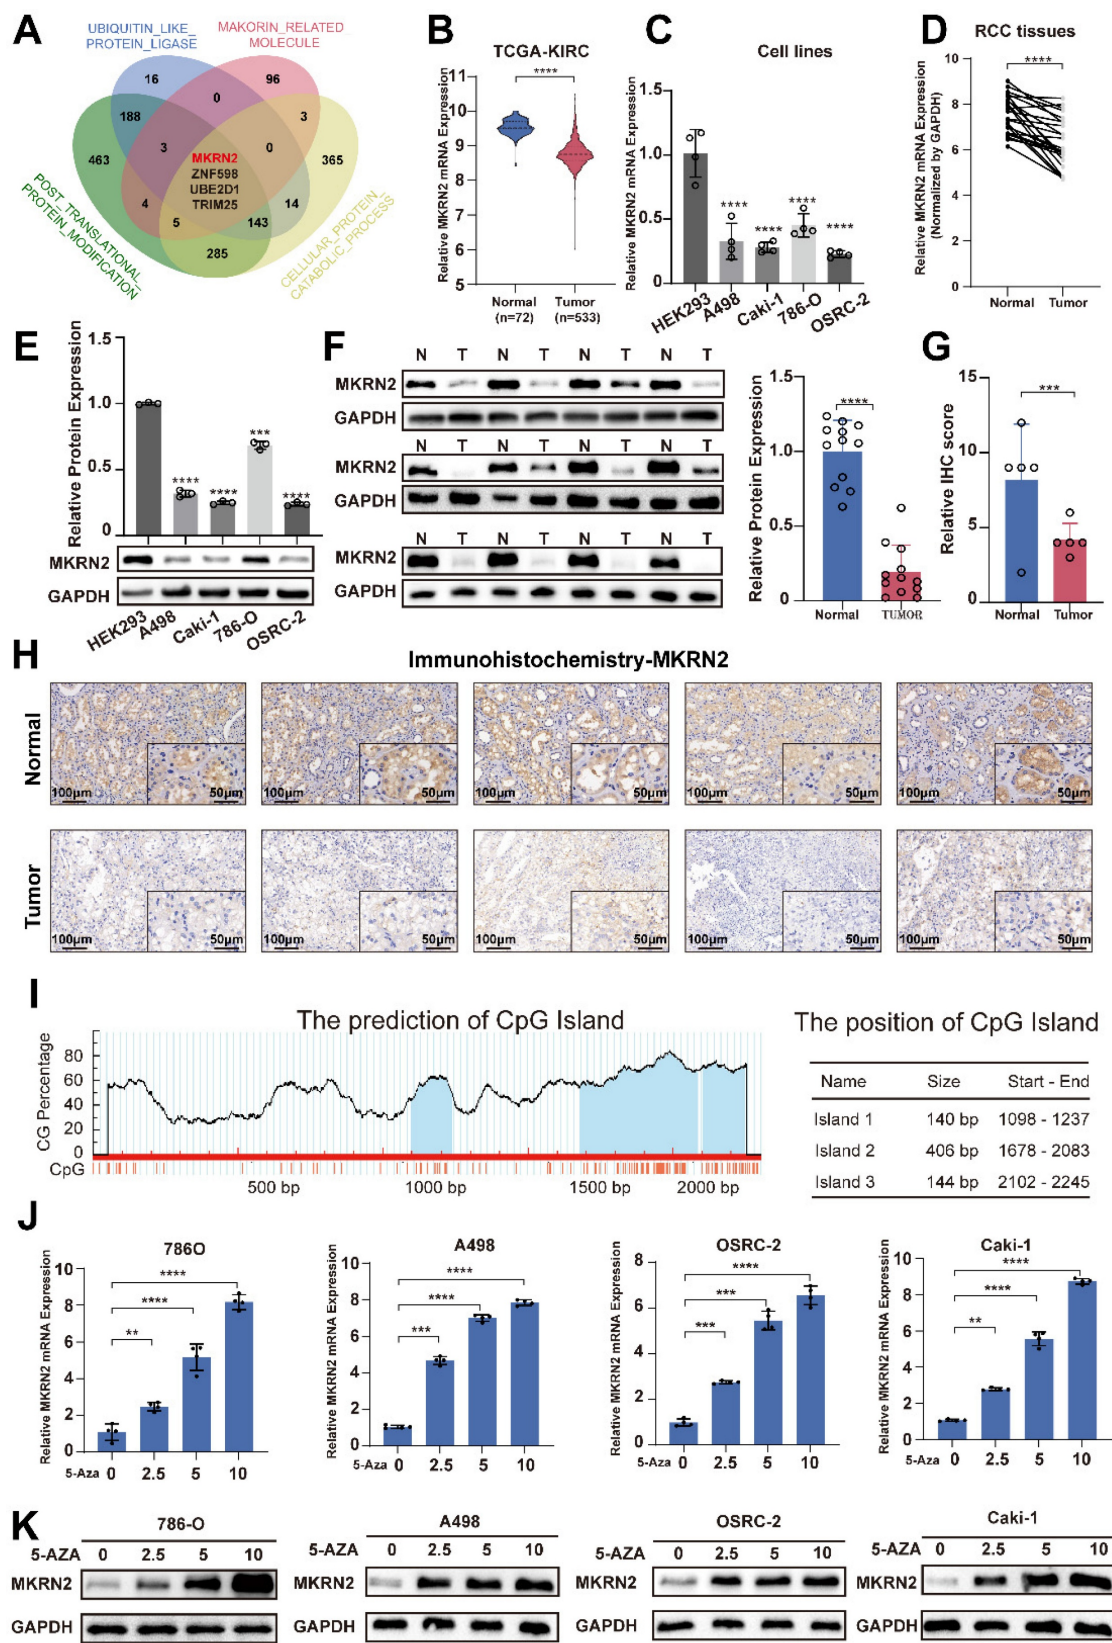 A
UBIQUITIN_LIKE_
PROTEIN_LIGASE
MAKORIN_RELATED
MOLECULE
16
96
0
188
3
463
3
0
365
MKRN2
ZNF598
UBE2D1
TRIM25
4
5
143
14
285
POST_TRANSLATIONAL_
PROTEIN_MODIFICATION
CELLULAR_PROTEIN_
CATABOLIC_PROCESS
B
TCGA-KIRC
****
Relative MKRN2 mRNA Expression
11
10
9
8
7
6
5
Normal
(n=72)
Tumor
(n=533)
C
Cell lines
Relative MKRN2 mRNA Expression
1.5
1.0
0.5
0
****
****
****
****
HEK293
A498
Caki-1
786-O
OSRC-2
D
RCC tissues
****
Relative MKRN2 mRNA Expression
(Normalized by GAPDH)
10
8
6
4
2
0
Normal
Tumor
E
Relative Protein Expression
1.5
1.0
0.5
0
****
****
***
****
MKRN2
GAPDH
HEK293
A498
Caki-1
786-O
OSRC-2
F
N T N T N T N T
MKRN2
GAPDH
N T N T N T N T
MKRN2
GAPDH
N T N T N T N T
MKRN2
GAPDH
Relative Protein Expression
1.5
1.0
0.5
0
****
Normal
TUMOR
G
Relative IHC score
15
10
5
0
***
Normal
Tumor
H
Immunohistochemistry-MKRN2
Normal
100μm 50μm
100μm 50μm
100μm 50μm
100μm 50μm
100μm 50μm
Tumor
100μm 50μm
100μm 50μm
100μm 50μm
100μm 50μm
100μm 50μm
I
The prediction of CpG Island
CG Percentage
80
60
40
20
0
CpG
500 bp 1000 bp 1500 bp 2000 bp
The position of CpG Island
Name Size Start - End
Island 1 140 bp 1098 - 1237
Island 2 406 bp 1678 - 2083
Island 3 144 bp 2102 - 2245
J
786O
Relative MKRN2 mRNA Expression
10
8
6
4
2
0
**
****
****
5-Aza 0 2.5 5 10
A498
Relative MKRN2 mRNA Expression
10
8
6
4
2
0
***
****
****
5-Aza 0 2.5 5 10
OSRC-2
Relative MKRN2 mRNA Expression
8
6
4
2
0
***
***
****
5-Aza 0 2.5 5 10
Caki-1
Relative MKRN2 mRNA Expression
10
8
6
4
2
0
**
****
****
5-Aza 0 2.5 5 10
K
786-O
5-AZA 0 2.5 5 10
MKRN2
GAPDH
A498
5-AZA 0 2.5 5 10
MKRN2
GAPDH
OSRC-2
5-AZA 0 2.5 5 10
MKRN2
GAPDH
Caki-1
5-AZA 0 2.5 5 10
MKRN2
GAPDH